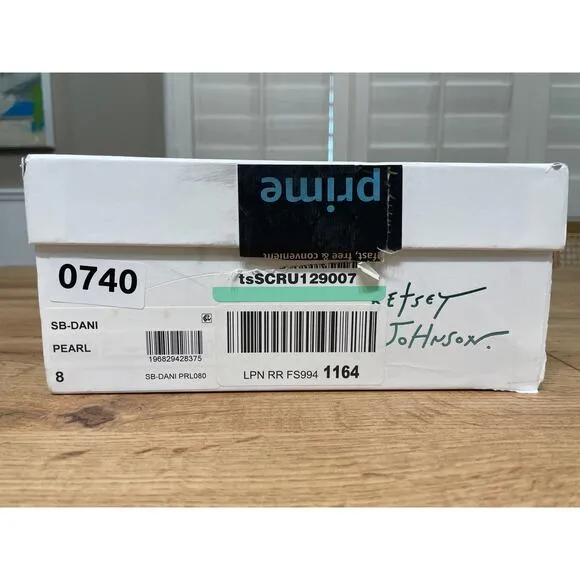 prime
fast, free & convenient
0740
tsSCRU129007
SB-DANI
PEARL
8
196829428375
SB-DANI PRL080
LPN RR FS994 1164
BETSEY
JOHNSON.